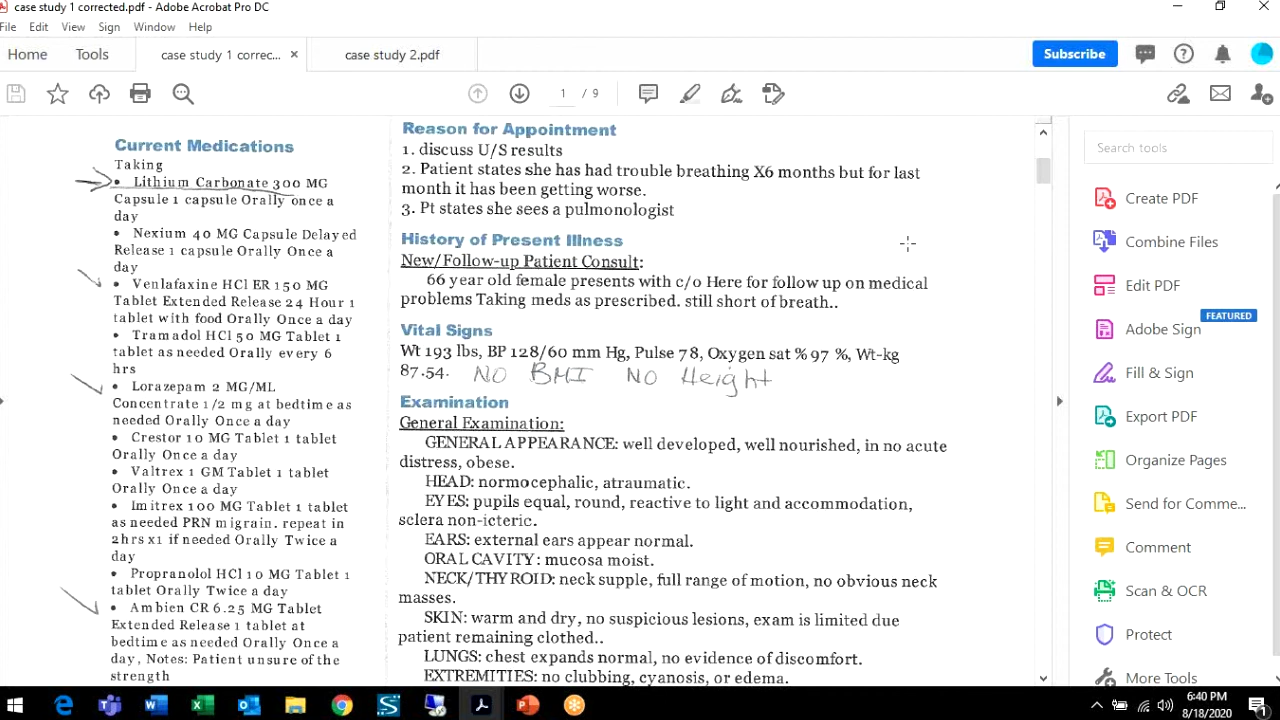 case study 1 corrected.pdf - Adobe Acrobat Pro DC
File Edit View Sign Window Help
Home Tools case study 1 correc... × case study 2.pdf Subscribe
1 / 9
Current Medications
Taking
• Lithium Carbonate 300 MG
Capsule 1 capsule Orally once a
day
• Nexium 40 MG Capsule Delayed
Release 1 capsule Orally Once a
day
• Venlafaxine HCl ER 150 MG
Tablet Extended Release 24 Hour 1
tablet with food Orally Once a day
• Tramadol HCl 50 MG Tablet 1
tablet as needed Orally every 6
hrs
• Lorazepam 2 MG/ML
Concentrate 1/2 mg at bedtime as
needed Orally Once a day
• Crestor 10 MG Tablet 1 tablet
Orally Once a day
• Valtrex 1 GM Tablet 1 tablet
Orally Once a day
• Imitrex 100 MG Tablet 1 tablet
as needed PRN migrain. repeat in
2hrs x1 if needed Orally Twice a
day
• Propranolol HCl 10 MG Tablet 1
tablet Orally Twice a day
• Ambien CR 6.25 MG Tablet
Extended Release 1 tablet at
bedtime as needed Orally Once a
day, Notes: Patient unsure of the
strength
Reason for Appointment
1. discuss U/S results
2. Patient states she has had trouble breathing X6 months but for last
month it has been getting worse.
3. Pt states she sees a pulmonologist
History of Present Illness
New/Follow-up Patient Consult:
66 year old female presents with c/o Here for follow up on medical
problems Taking meds as prescribed. still short of breath..
Vital Signs
Wt 193 lbs, BP 128/60 mm Hg, Pulse 78, Oxygen sat % 97 %, Wt-kg
87.54. NO BMI NO Height
Examination
General Examination:
GENERAL APPEARANCE: well developed, well nourished, in no acute
distress, obese.
HEAD: normocephalic, atraumatic.
EYES: pupils equal, round, reactive to light and accommodation,
sclera non-icteric.
EARS: external ears appear normal.
ORAL CAVITY: mucosa moist.
NECK/THYROID: neck supple, full range of motion, no obvious neck
masses.
SKIN: warm and dry, no suspicious lesions, exam is limited due
patient remaining clothed..
LUNGS: chest expands normal, no evidence of discomfort.
EXTREMITIES: no clubbing, cyanosis, or edema.
Search tools
Create PDF
Combine Files
Edit PDF
FEATURED
Adobe Sign
Fill & Sign
Export PDF
Organize Pages
Send for Comme...
Comment
Scan & OCR
Protect
More Tools
6:40 PM
8/18/2020
1